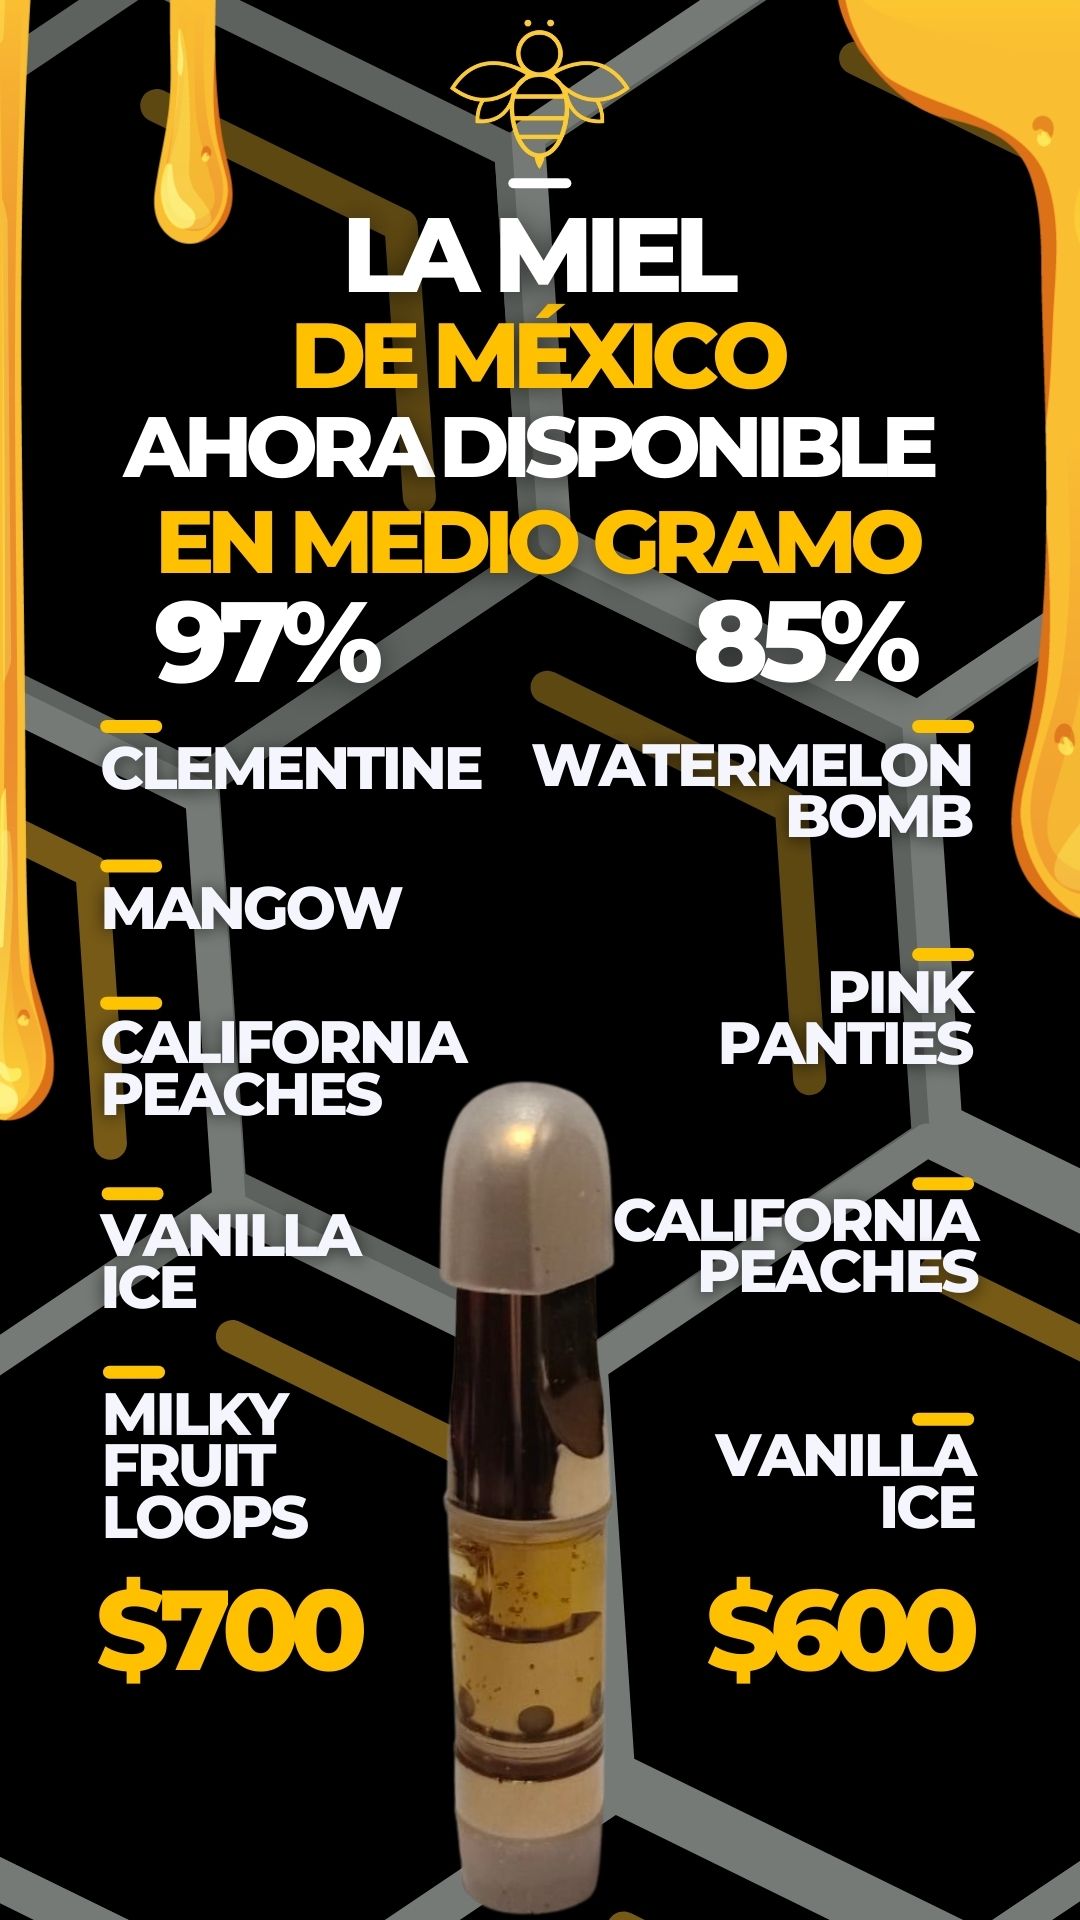 LA MIEL
DE MÉXICO
AHORA DISPONIBLE
EN MEDIO GRAMO
97%
CLEMENTINE
MANGOW
CALIFORNIA
PEACHES
VANILLA
ICE
MILKY
FRUIT
LOOPS
$700
85%
WATERMELON
BOMB
PINK
PANTIES
CALIFORNIA
PEACHES
VANILLA
ICE
$600